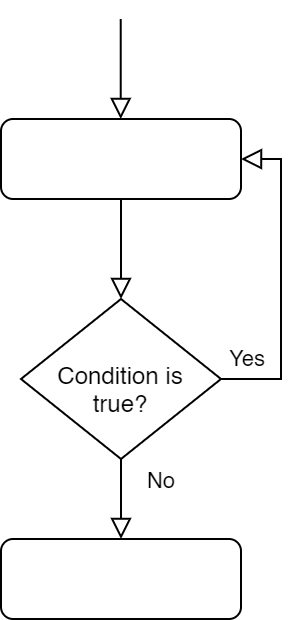 Condition is
true?
Yes
No